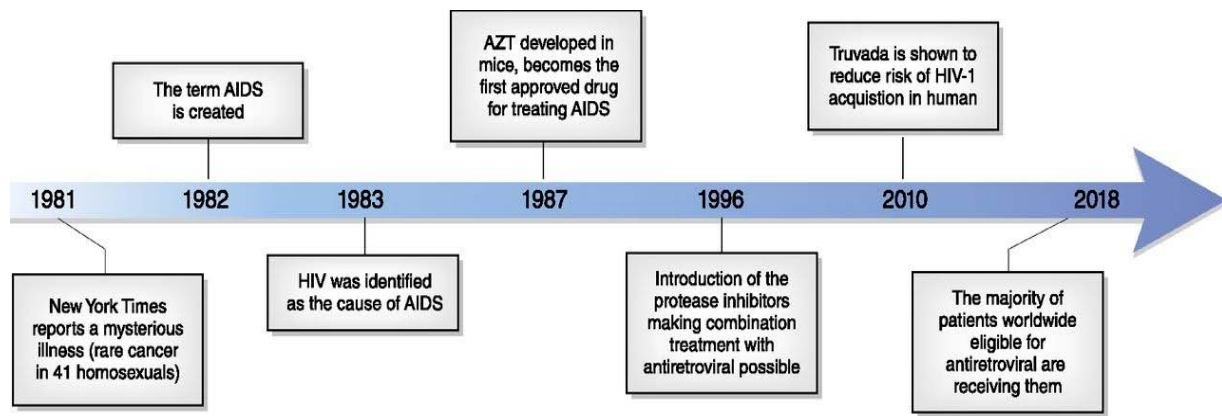 The term AIDS
is created
AZT developed in
mice, becomes the
first approved drug
for treating AIDS
Truvada is shown to
reduce risk of HIV-1
acquistion in human
1981
1982
1983
1987
1996
2010
2018
New York Times
reports a mysterious
illness (rare cancer
in 41 homosexuals)
HIV was identified
as the cause of AIDS
Introduction of the
protease inhibitors
making combination
treatment with
antiretroviral possible
The majority of
patients worldwide
eligible for
antiretroviral are
receiving them